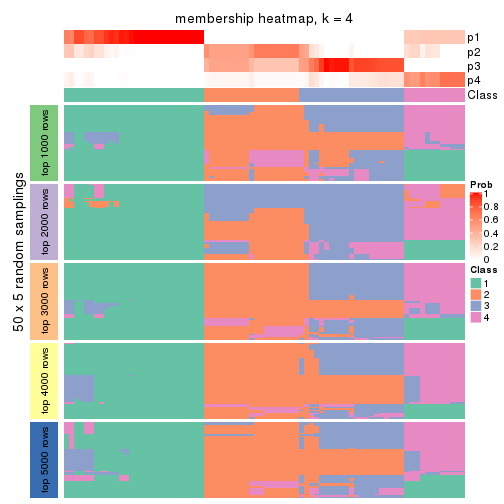 membership heatmap, k = 4
p1
p2
p3
p4
Class
50 x 5 random samplings
top 1000 rows
top 2000 rows
top 3000 rows
top 4000 rows
top 5000 rows
Prob
1
0.8
0.6
0.4
0.2
0
Class
1
2
3
4